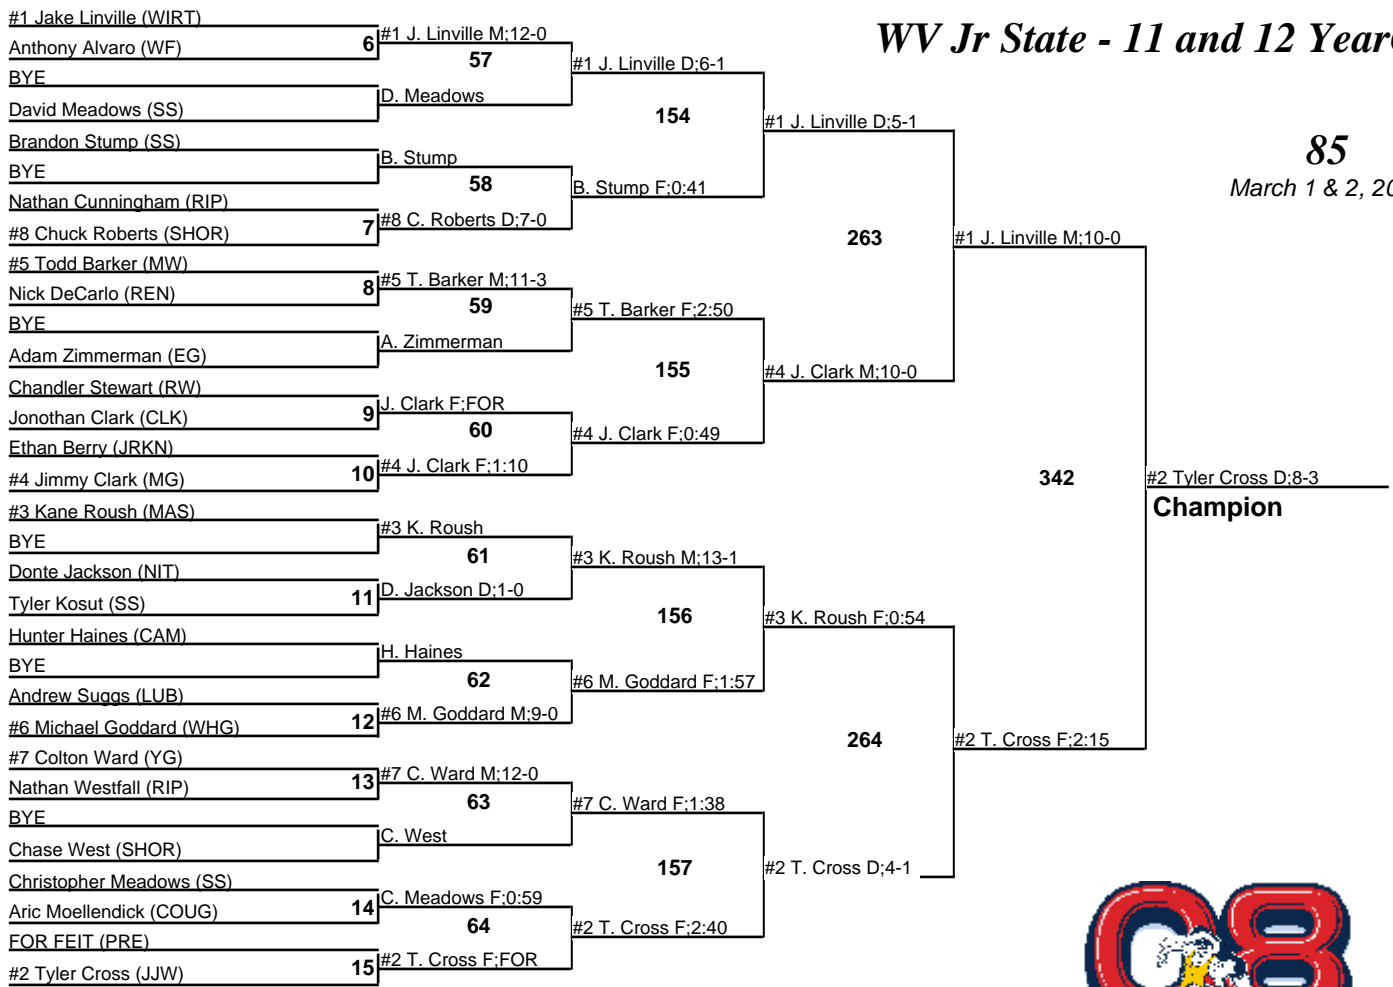 WV Jr State - 11 and 12 Year
85
March 1 & 2, 20
#1 Jake Linville (WIRT)
Anthony Alvaro (WF)
BYE
David Meadows (SS)
Brandon Stump (SS)
BYE
Nathan Cunningham (RIP)
#8 Chuck Roberts (SHOR)
#5 Todd Barker (MW)
Nick DeCarlo (REN)
BYE
Adam Zimmerman (EG)
Chandler Stewart (RW)
Jonothan Clark (CLK)
Ethan Berry (JRKN)
#4 Jimmy Clark (MG)
#3 Kane Roush (MAS)
BYE
Donte Jackson (NIT)
Tyler Kosut (SS)
Hunter Haines (CAM)
BYE
Andrew Suggs (LUB)
#6 Michael Goddard (WHG)
#7 Colton Ward (YG)
Nathan Westfall (RIP)
BYE
Chase West (SHOR)
Christopher Meadows (SS)
Aric Moellendick (COUG)
FOR FEIT (PRE)
#2 Tyler Cross (JJW)
6
7
8
9
10
11
12
13
14
15
#1 J. Linville M;12-0
57
D. Meadows
B. Stump
58
#8 C. Roberts D;7-0
#5 T. Barker M;11-3
59
A. Zimmerman
J. Clark F;FOR
60
#4 J. Clark F;1:10
#3 K. Roush
61
D. Jackson D;1-0
H. Haines
62
#6 M. Goddard M;9-0
#7 C. Ward M;12-0
63
C. West
C. Meadows F;0:59
64
#2 T. Cross F;FOR
#1 J. Linville D;6-1
154
B. Stump F;0:41
#5 T. Barker F;2:50
155
#4 J. Clark F;0:49
#3 K. Roush M;13-1
156
#6 M. Goddard F;1:57
#7 C. Ward F;1:38
157
#2 T. Cross F;2:40
#1 J. Linville D;5-1
263
#4 J. Clark M;10-0
#3 K. Roush F;0:54
264
#2 T. Cross D;4-1
#1 J. Linville M;10-0
342
#2 T. Cross F;2:15
#2 Tyler Cross D;8-3
Champion
08